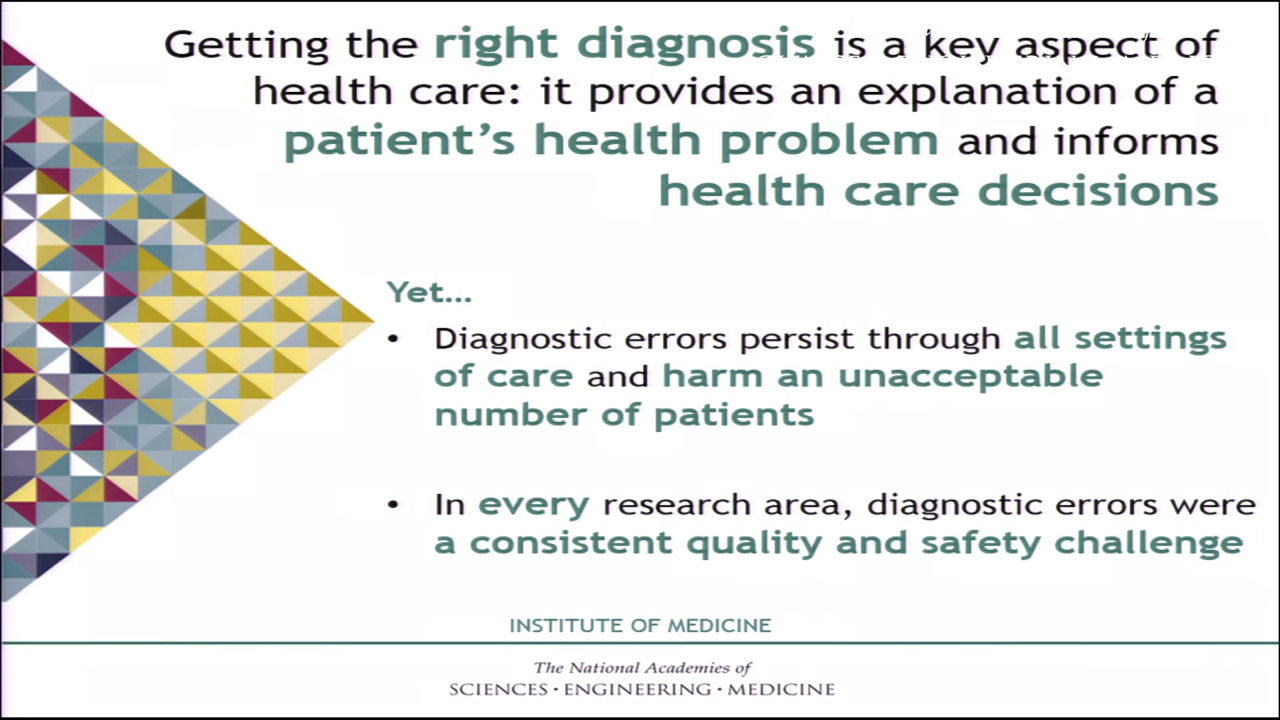 Getting the right diagnosis is a key aspect of
health care: it provides an explanation of a
patient's health problem and informs
health care decisions
Yet...
• Diagnostic errors persist through all settings
of care and harm an unacceptable
number of patients
• In every research area, diagnostic errors were
a consistent quality and safety challenge
INSTITUTE OF MEDICINE
The National Academies of
SCIENCES · ENGINEERING · MEDICINE